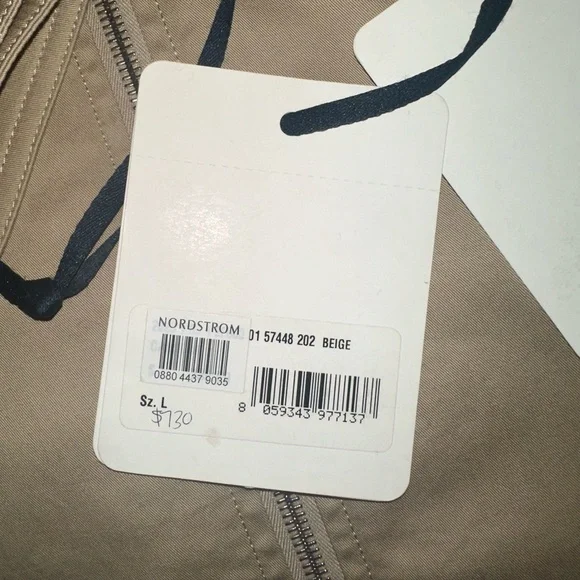 NORDSTROM
01 57448 202 BEIGE
0880 4437 9035
Sz. L
8 059343 977137
$730